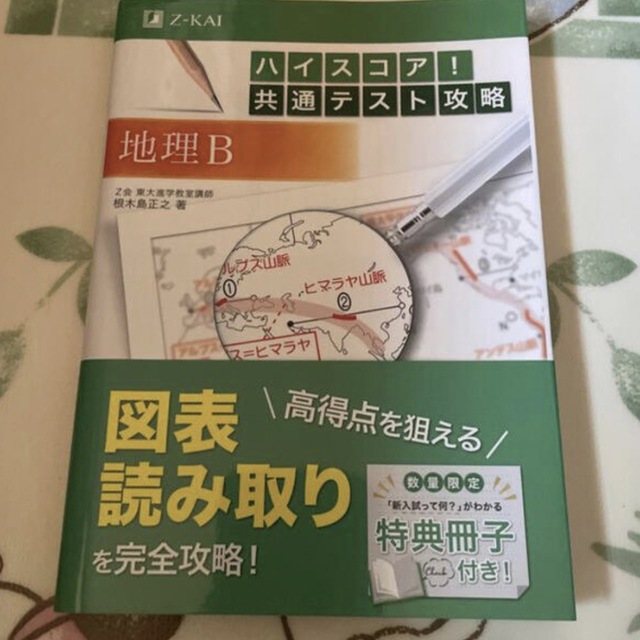 Z-KAI
ハイスコア!
共通テスト攻略
地理B
Z会 東大進学教室講師
根木島正之 著
ルプス山脈
①
ヒマラヤ山脈
②
ス=ヒマラヤ
アンデス山脈
図表
読み取り
を完全攻略!
\ 高得点を狙える /
数量限定
「新入試って何?」がわかる
特典冊子
付き!
Check